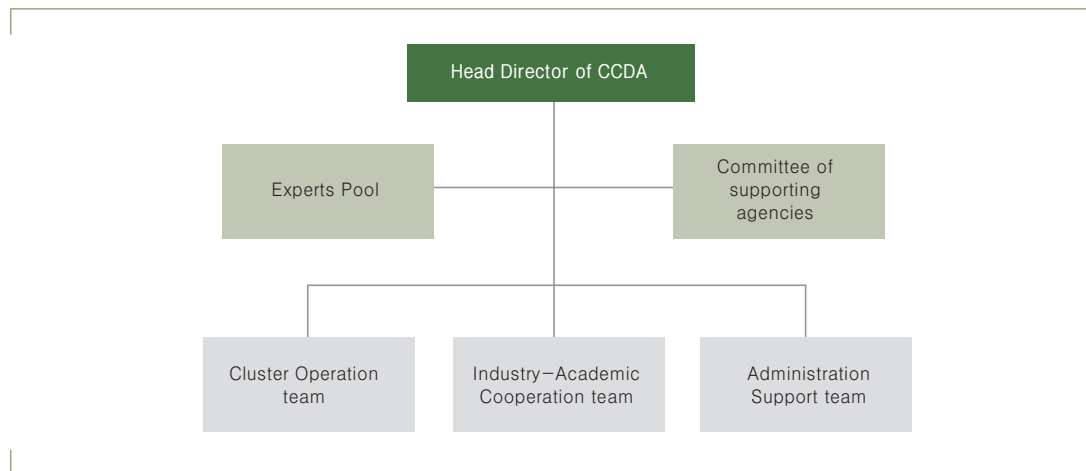 Head Director of CCDA
Experts Pool
Committee of
supporting
agencies
Cluster Operation
team
Industry−Academic
Cooperation team
Administration
Support team